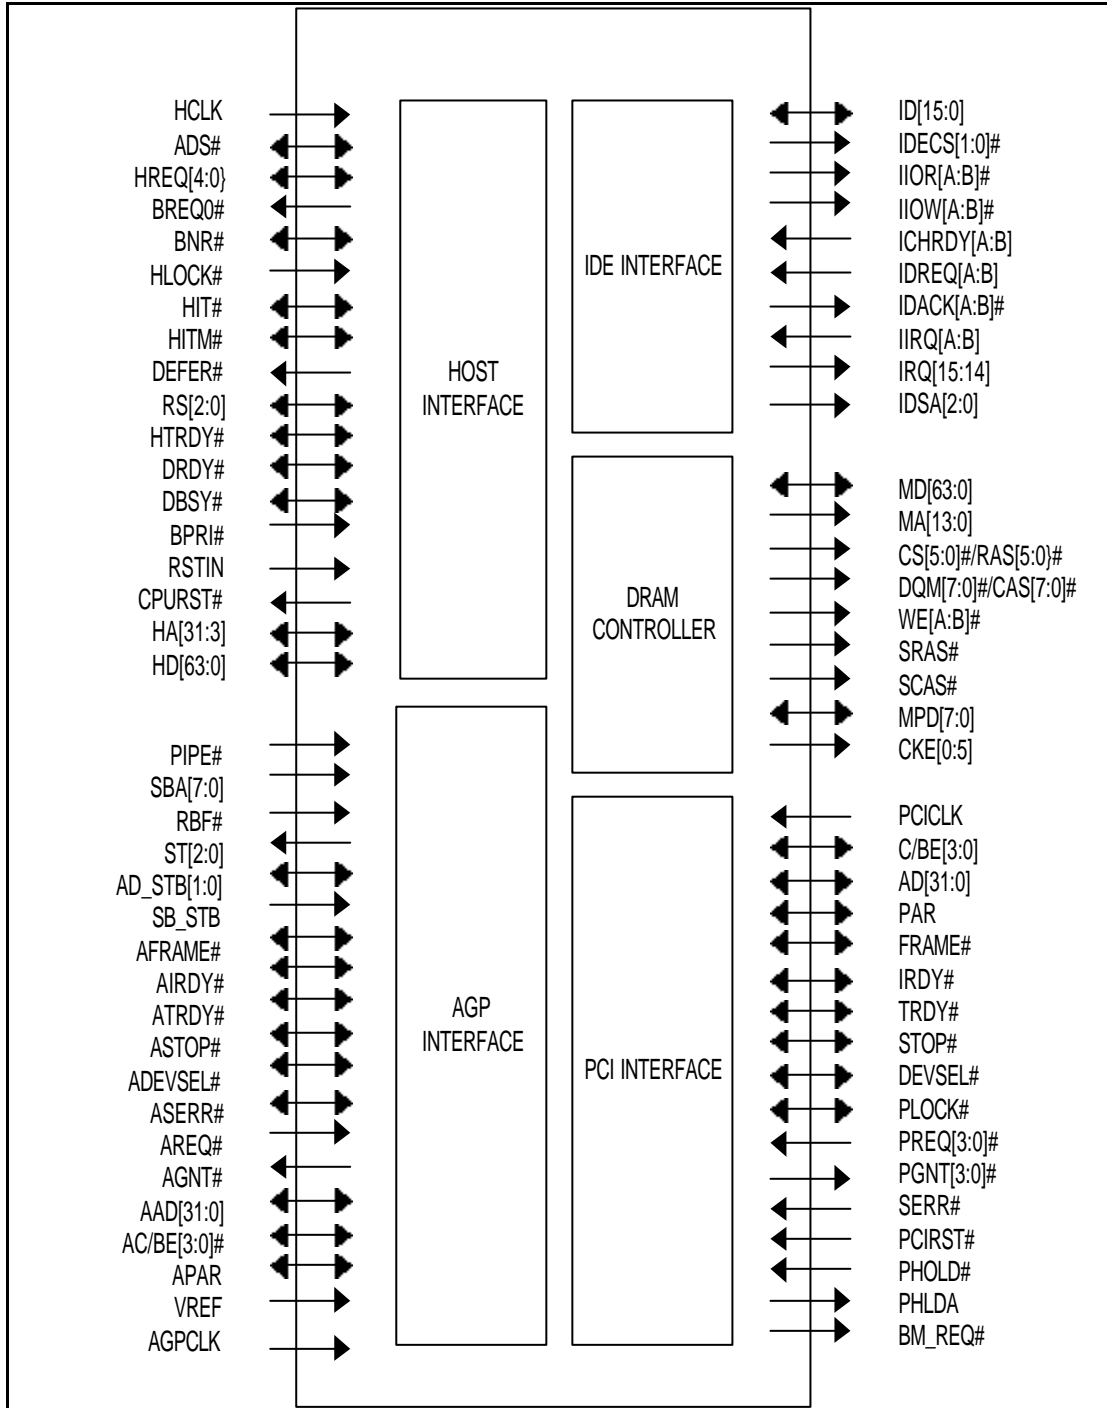 HCLK
ADS#
HREQ[4:0}
BREQ0#
BNR#
HLOCK#
HIT#
HITM#
DEFER#
RS[2:0]
HTRDY#
DRDY#
DBSY#
BPRI#
RSTIN
CPURST#
HA[31:3]
HD[63:0]
PIPE#
SBA[7:0]
RBF#
ST[2:0]
AD_STB[1:0]
SB_STB
AFRAME#
AIRDY#
ATRDY#
ASTOP#
ADEVSEL#
ASERR#
AREQ#
AGNT#
AAD[31:0]
AC/BE[3:0]#
APAR
VREF
AGPCLK
HOST
INTERFACE
AGP
INTERFACE
IDE INTERFACE
DRAM
CONTROLLER
PCI INTERFACE
ID[15:0]
IDECS[1:0]#
IIOR[A:B]#
IIOW[A:B]#
ICHRDY[A:B]
IDREQ[A:B]
IDACK[A:B]#
IIRQ[A:B]
IRQ[15:14]
IDSA[2:0]
MD[63:0]
MA[13:0]
CS[5:0]#/RAS[5:0}#
DQM[7:0]#/CAS[7:0]#
WE[A:B]#
SRAS#
SCAS#
MPD[7:0]
CKE[0:5]
PCICLK
C/BE[3:0]
AD[31:0]
PAR
FRAME#
IRDY#
TRDY#
STOP#
DEVSEL#
PLOCK#
PREQ[3:0]#
PGNT[3:0]#
SERR#
PCIRST#
PHOLD#
PHLDA
BM_REQ#